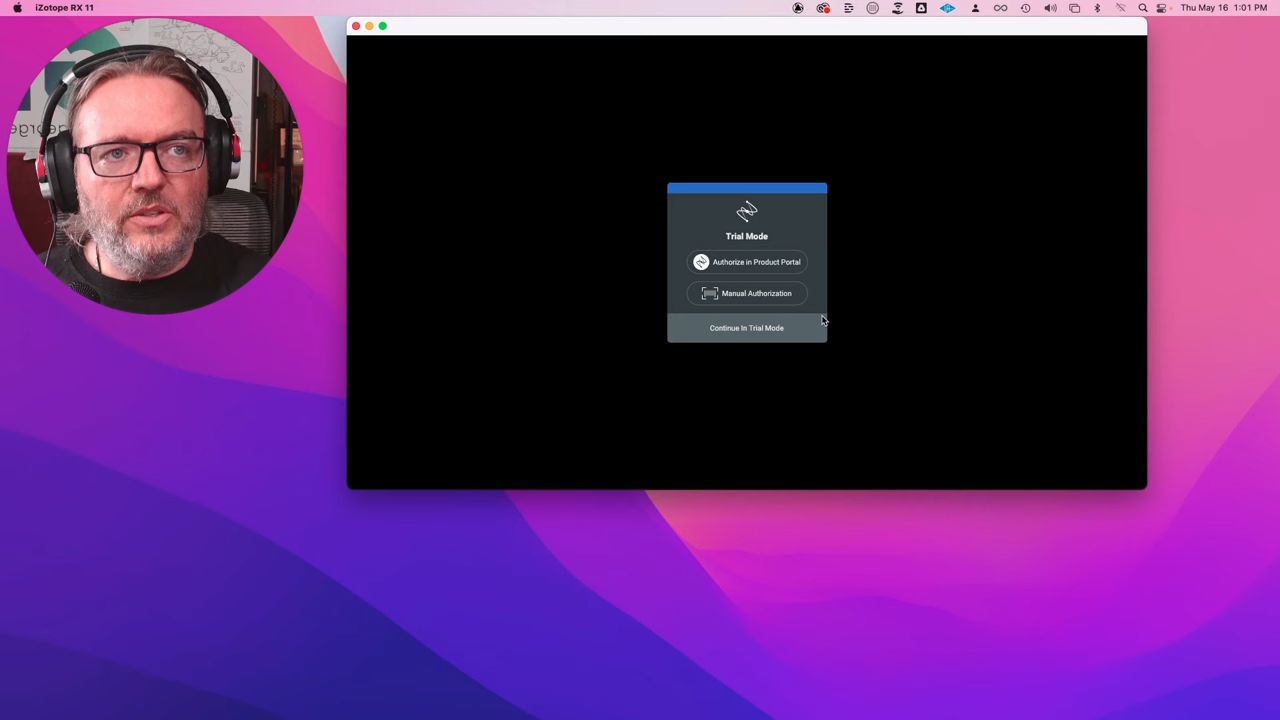 iZotope RX 11
Thu May 16 1:01 PM
Trial Mode
Authorize in Product Portal
Manual Authorization
Continue In Trial Mode